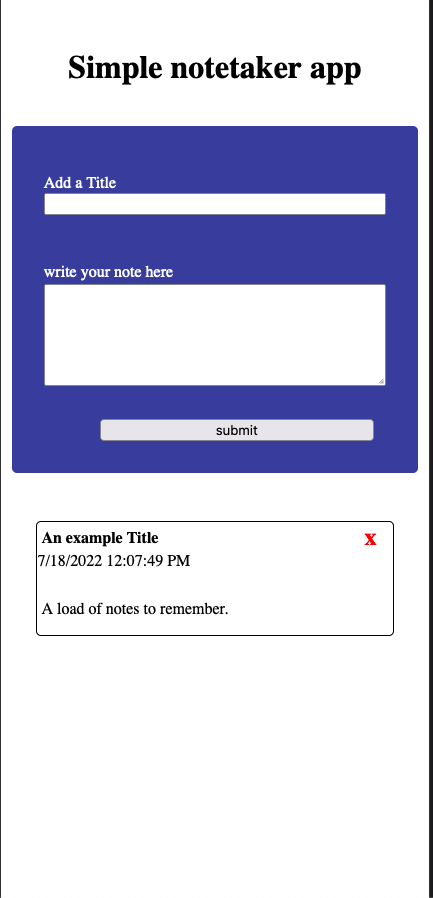 Simple notetaker app
Add a Title
write your note here
submit
An example Title x
7/18/2022 12:07:49 PM
A load of notes to remember.